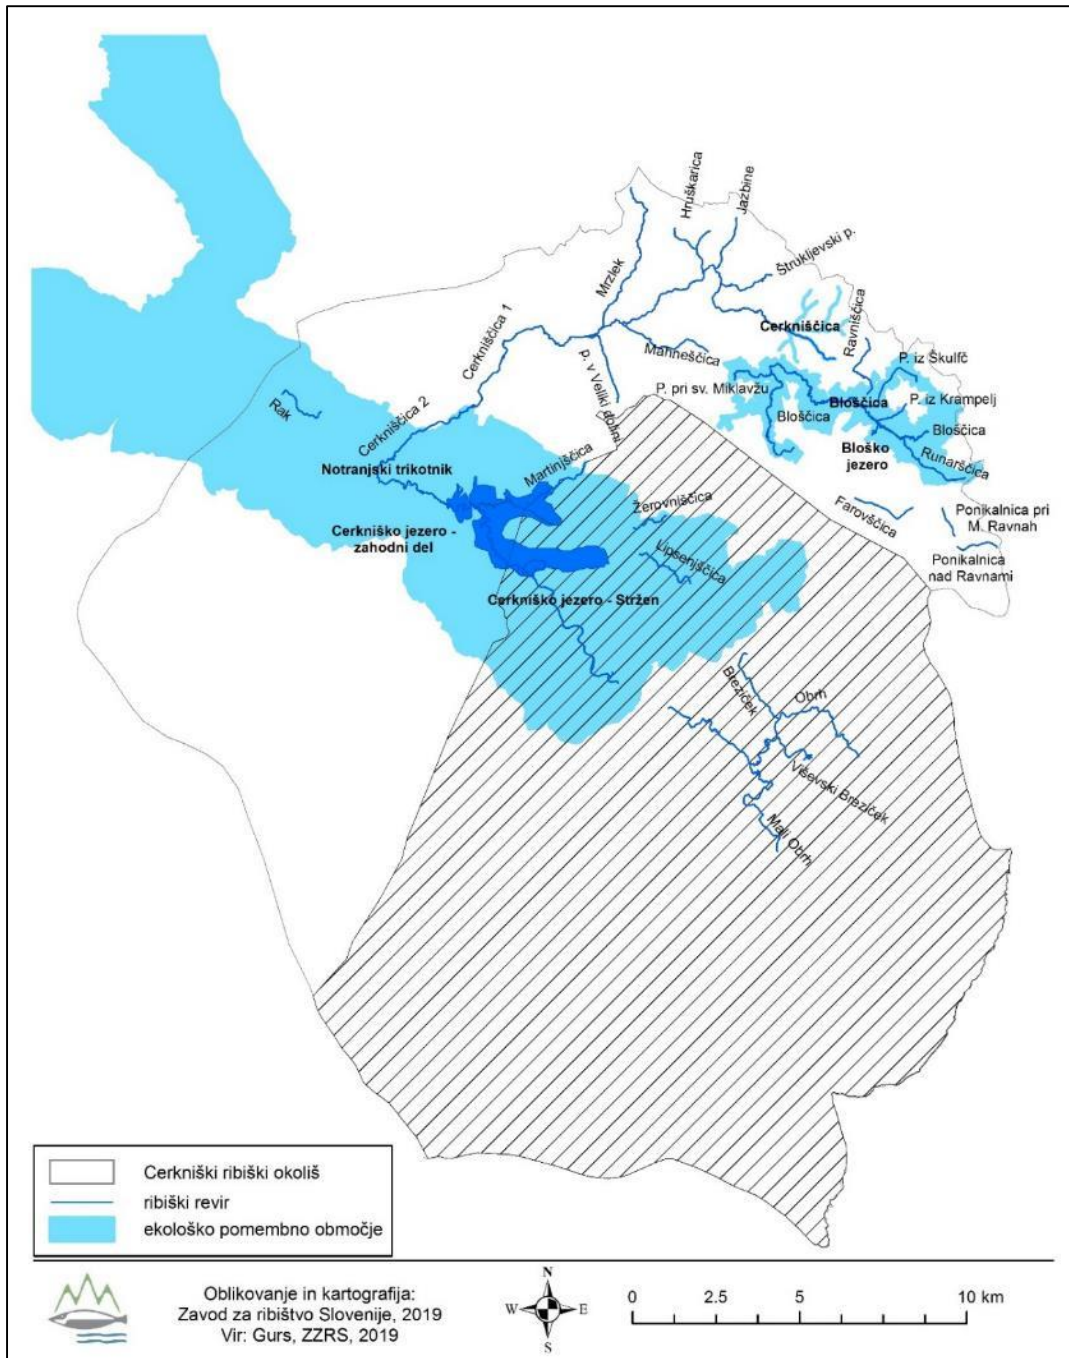 Hruškarica
Jazbine
Mrzlek
Štrukljevski p.
Cerkniščica 1
Cerkniščica
Ravniščica
Mahneščica
P. iz Škulfč
p. v Veliki dolini
P. pri sv. Miklavžu
P. iz Krampelj
Bloščica
Bloščica
Bloščica
Rak
Cerkniščica 2
Bloško
jezero
Runarščica
Notranjski trikotnik
Martinjščica
Žerovniščica
Farovščica
Ponikalnica pri
M. Ravnah
Cerkniško jezero -
zahodni del
Lipsenjščica
Ponikalnica
nad Ravnami
Cerkniško jezero - Stržen
Brežiček
Obrh
Viševski Brežiček
Mali Obrh
Cerkniški ribiški okoliš
ribiški revir
ekološko pomembno območje
Oblikovanje in kartografija:
Zavod za ribištvo Slovenije, 2019
Vir: Gurs, ZZRS, 2019
N
W E
S
0 2.5 5 10 km